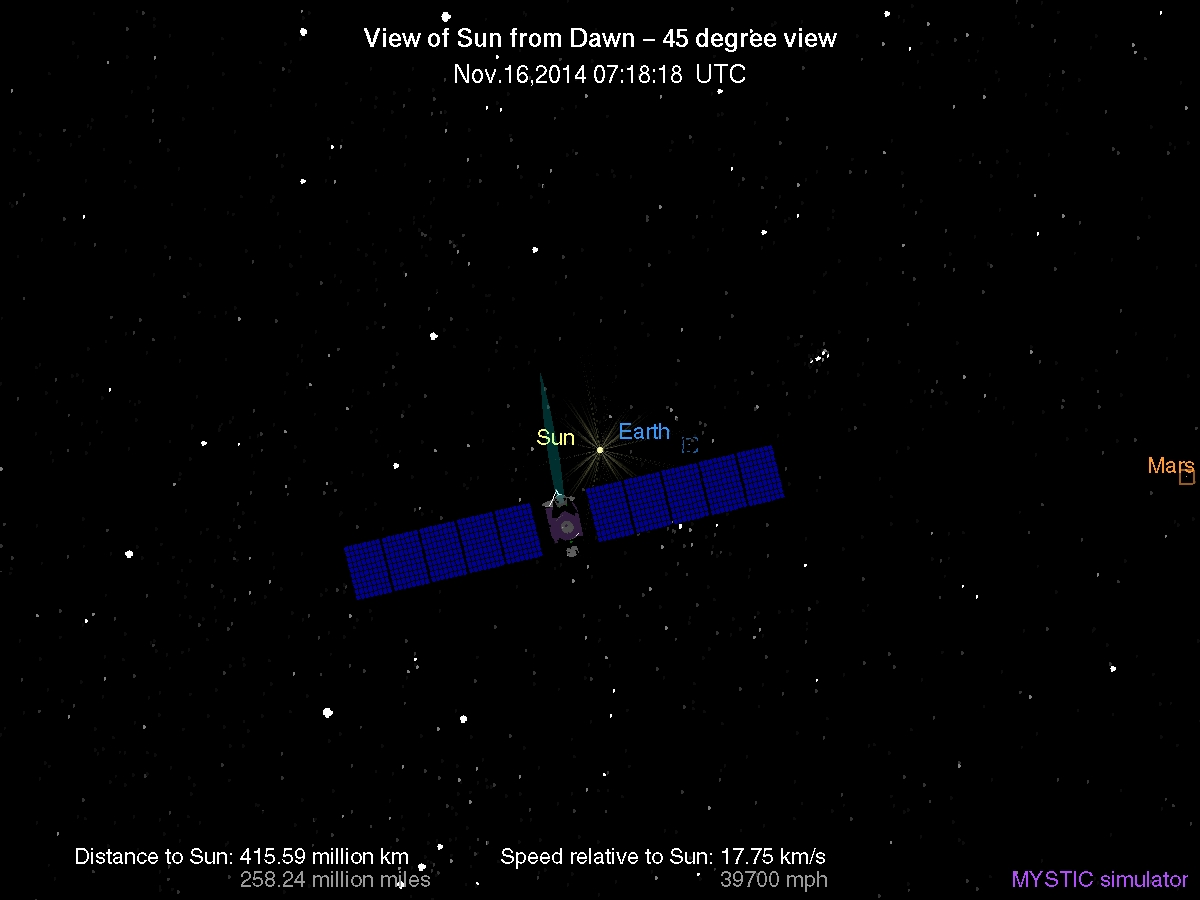 View of Sun from Dawn – 45 degree view
Nov.16,2014 07:18:18 UTC
Sun
Earth
Mars
Distance to Sun: 415.59 million km
258.24 million miles
Speed relative to Sun: 17.75 km/s
39700 mph
MYSTIC simulator